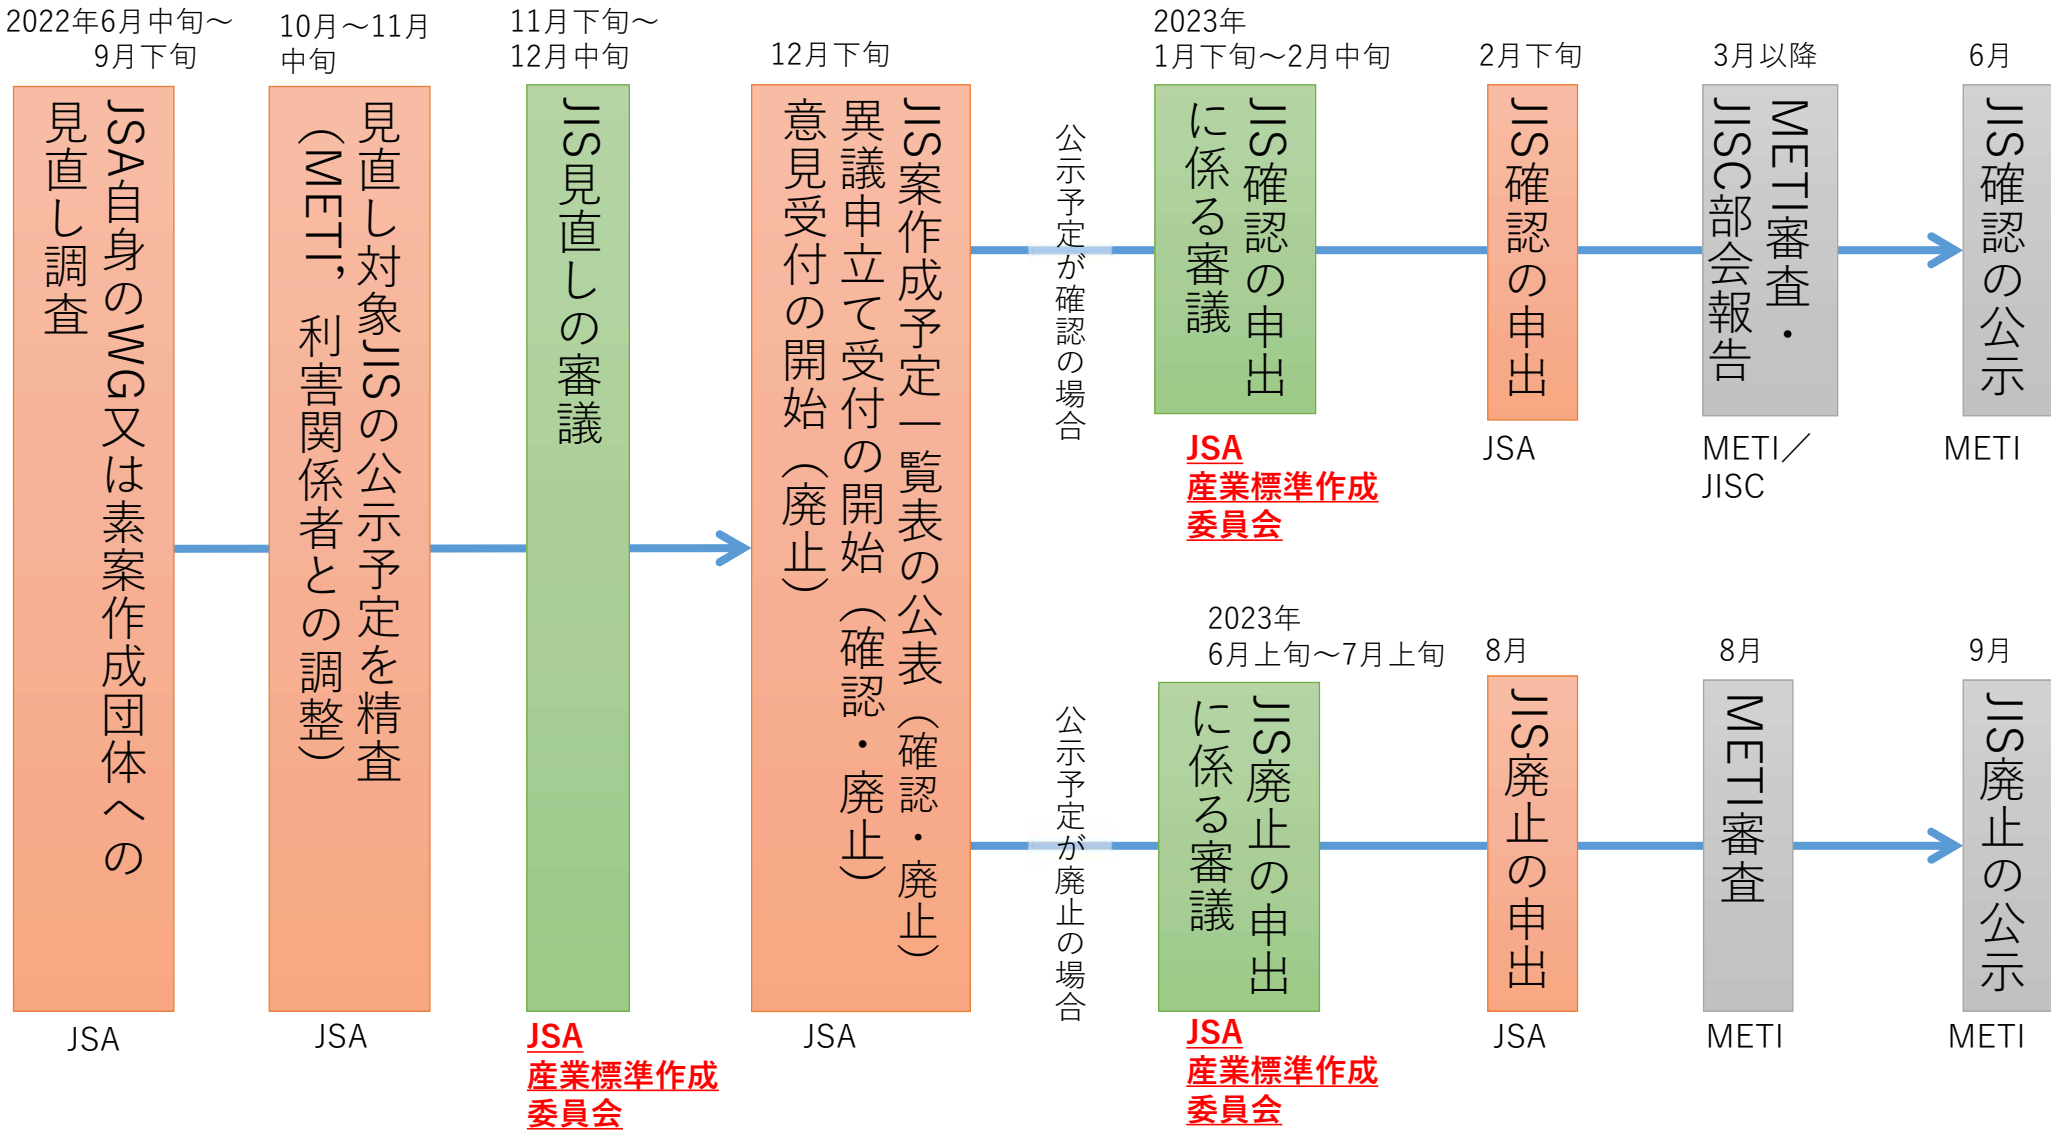 2022年6月中旬～
9月下旬
JSA自身のWG又は素案作成団体への
見直し調査
JSA
10月～11月
中旬
見直し対象JISの公示予定を精査
（METI，利害関係者との調整）
JSA
11月下旬～
12月中旬
JIS見直しの審議
JSA
産業標準作成
委員会
12月下旬
JIS案作成予定一覧表の公表（確認・廃止）
異議申立て受付の開始（確認・廃止）
意見受付の開始（廃止）
JSA
公示予定が確認の場合
2023年
1月下旬～2月中旬
JIS確認の申出
に係る審議
JSA
産業標準作成
委員会
2月下旬
JIS確認の申出
JSA
3月以降
METI審査・
JISC部会報告
METI／
JISC
6月
JIS確認の公示
METI
公示予定が廃止の場合
2023年
6月上旬～7月上旬
JIS廃止の申出
に係る審議
JSA
産業標準作成
委員会
8月
JIS廃止の申出
JSA
8月
METI審査
METI
9月
JIS廃止の公示
METI